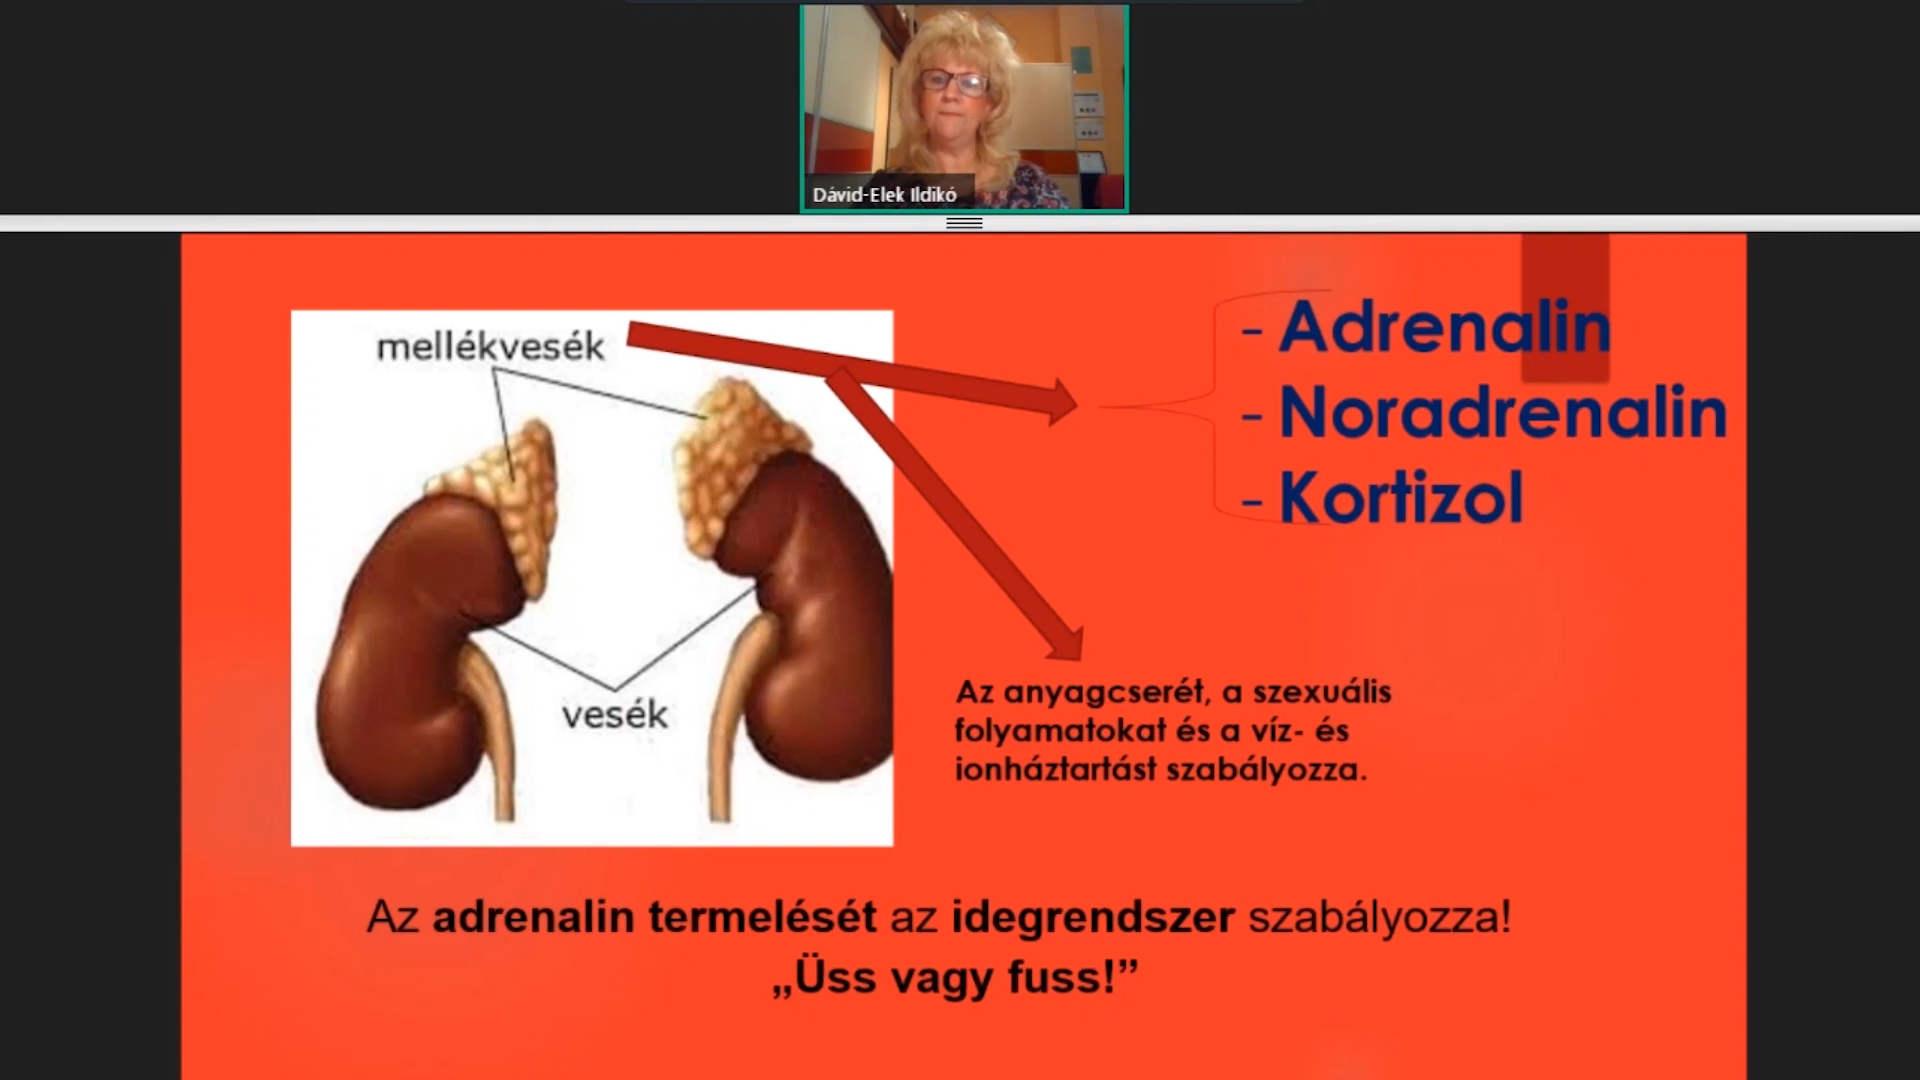 Dávid-Elek Ildikó
mellékvesék
vesék
- Adrenalin
- Noradrenalin
- Kortizol
Az anyagcserét, a szexuális
folyamatokat és a víz- és
ionháztartást szabályozza.
Az adrenalin termelését az idegrendszer szabályozza!
„Üss vagy fuss!”